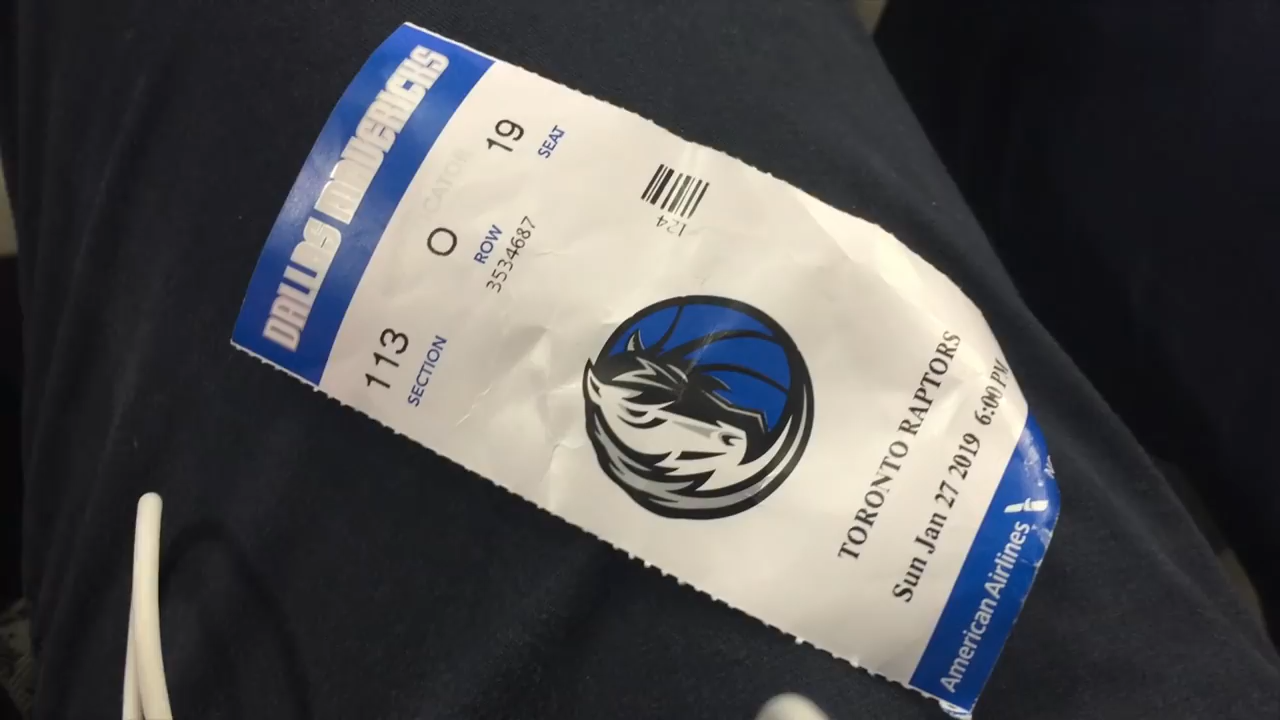 DALLAS MAVERICKS
113 O 19
SECTION ROW SEAT
3534687
124
TORONTO RAPTORS
Sun Jan 27 2019 6:00 PM
American Airlines